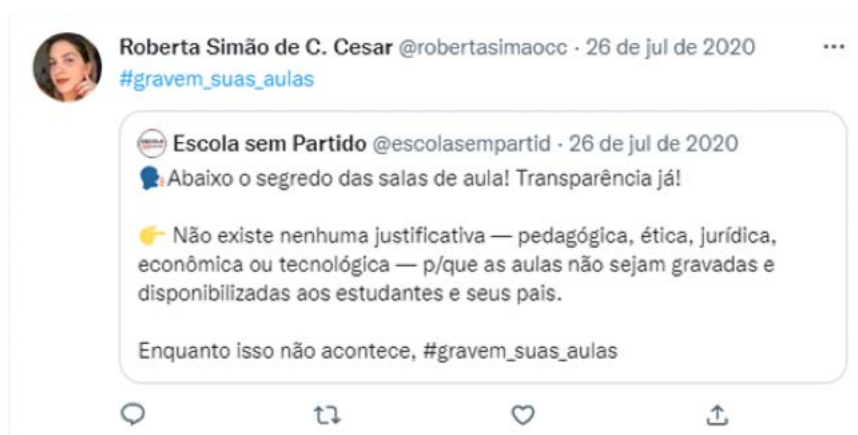 Roberta Simão de C. Cesar @robertasimaocc · 26 de jul de 2020
#gravem_suas_aulas
Escola sem Partido @escolasempartid · 26 de jul de 2020
🗣️Abaixo o segredo das salas de aula! Transparência já!
👉 Não existe nenhuma justificativa — pedagógica, ética, jurídica,
econômica ou tecnológica — p/que as aulas não sejam gravadas e
disponibilizadas aos estudantes e seus pais.
Enquanto isso não acontece, #gravem_suas_aulas